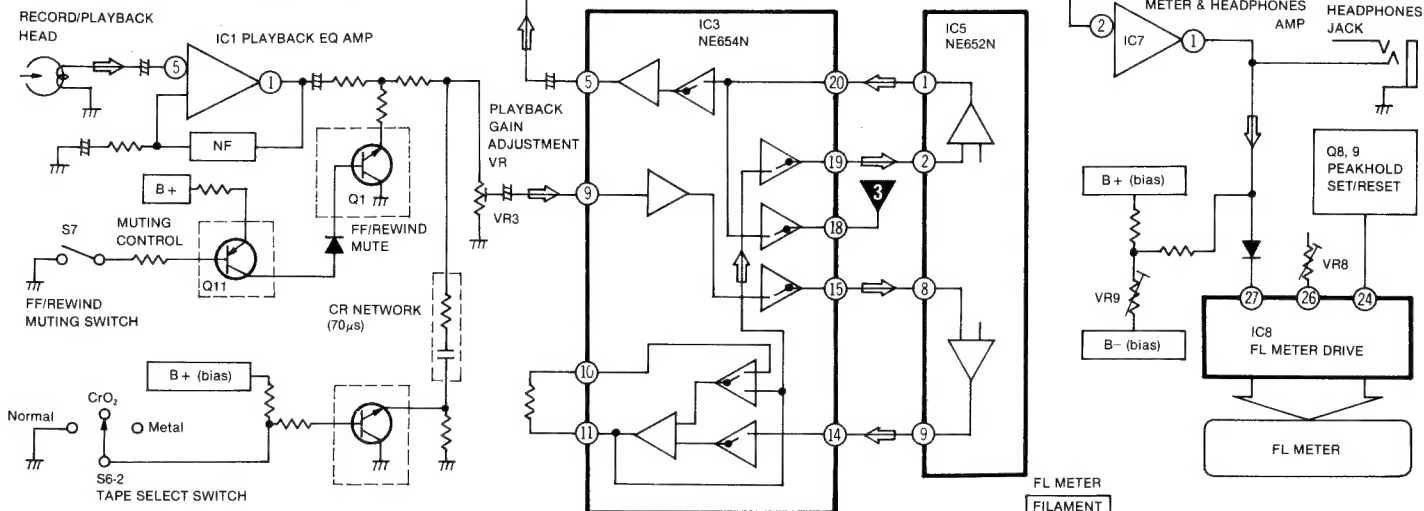 RECORD/PLAYBACK
HEAD
IC1 PLAYBACK EQ AMP
5
1
NF
B+
S7
MUTING
CONTROL
Q11
FF/REWIND
MUTING SWITCH
Q1
FF/REWIND
MUTE
PLAYBACK
GAIN
ADJUSTMENT
VR
VR3
CR NETWORK
(70μs)
B+ (bias)
Normal
CrO₂
Metal
S6-2
TAPE SELECT SWITCH
IC3
NE654N
5
9
10
11
20
19
18
15
14
3
IC5
NE652N
1
2
8
9
METER & HEADPHONES
AMP
2
IC7
1
HEADPHONES
JACK
B+ (bias)
VR9
B− (bias)
Q8, 9
PEAKHOLD
SET/RESET
VR8
27
26
24
IC8
FL METER DRIVE
FL METER
FL METER
FILAMENT